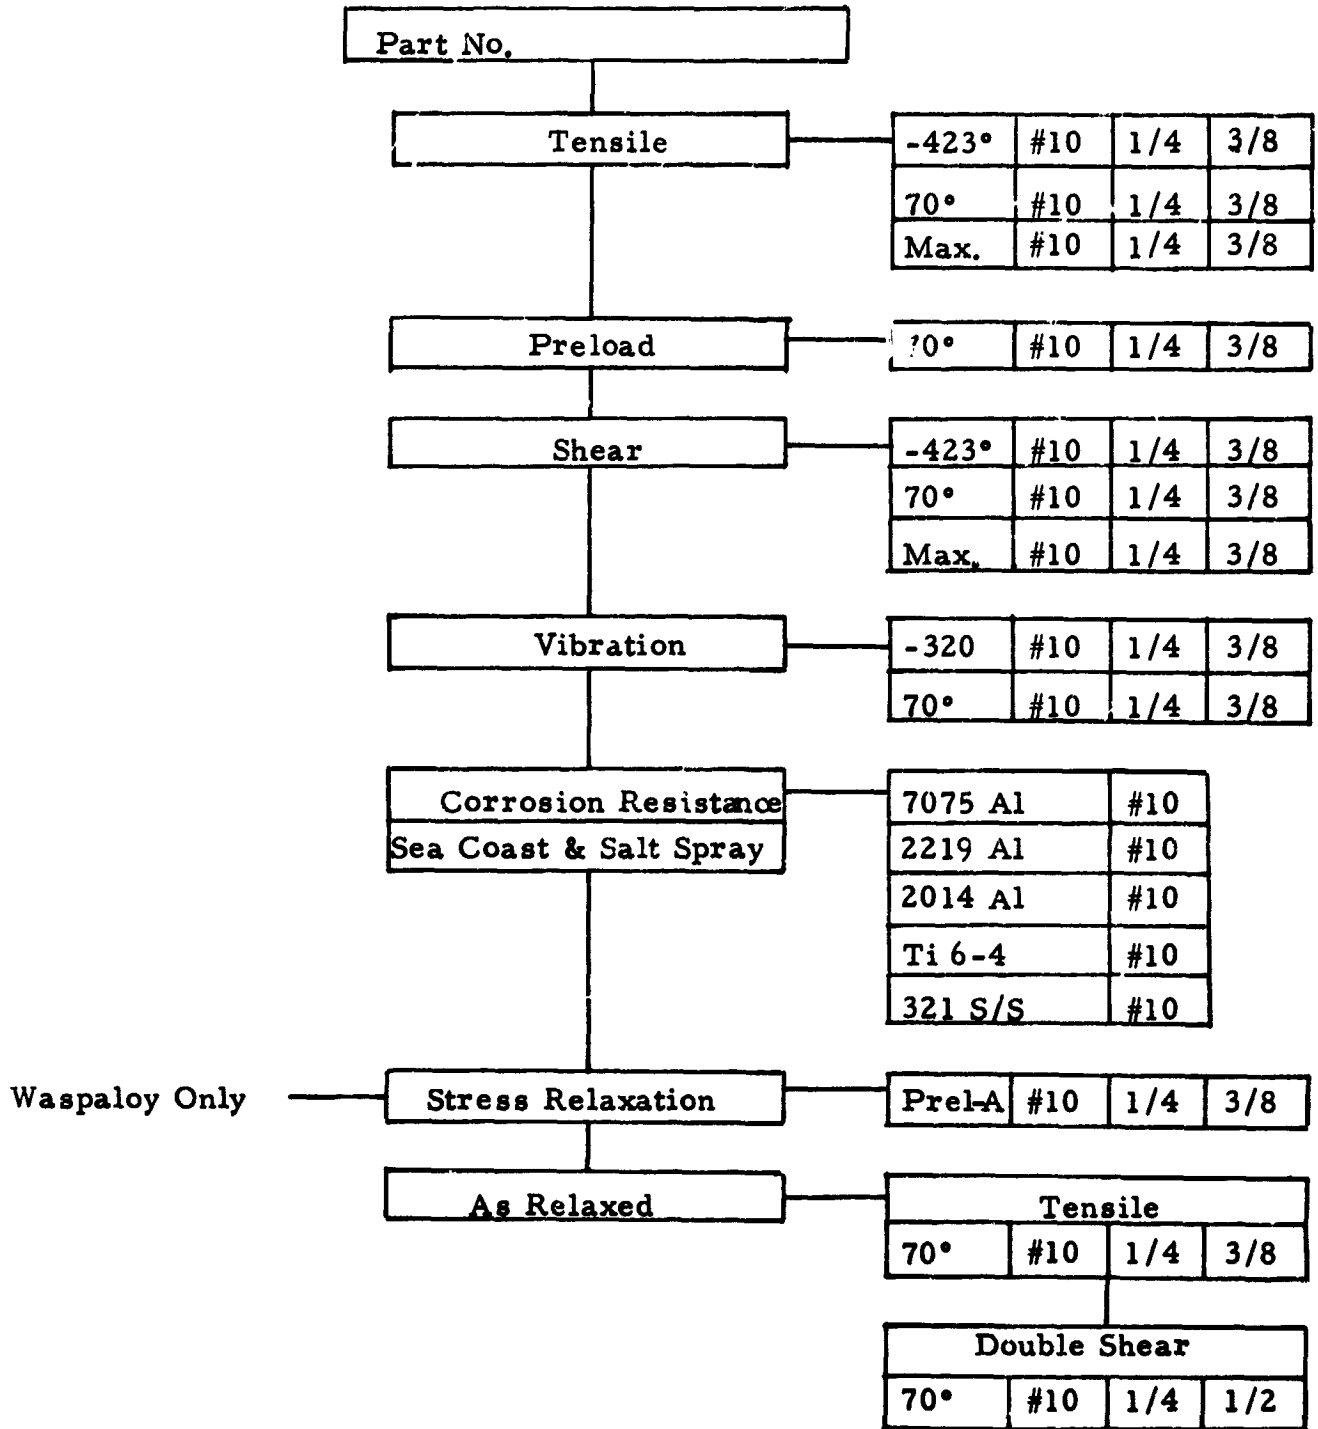 Part No.
Tensile
-423° #10 1/4 3/8
70° #10 1/4 3/8
Max. #10 1/4 3/8
Preload
#10 1/4 3/8
Shear
-423° #10 1/4 3/8
70° #10 1/4 3/8
Max. #10 1/4 3/8
Vibration
-320 #10 1/4 3/8
70° #10 1/4 3/8
Corrosion Resistance
Sea Coast & Salt Spray
7075 Al #10
2219 Al #10
2014 Al #10
Ti 6-4 #10
321 S/S #10
Waspaloy Only
Stress Relaxation
Prel-A #10 1/4 3/8
As Relaxed
Tensile
70° #10 1/4 3/8
Double Shear
70° #10 1/4 1/2